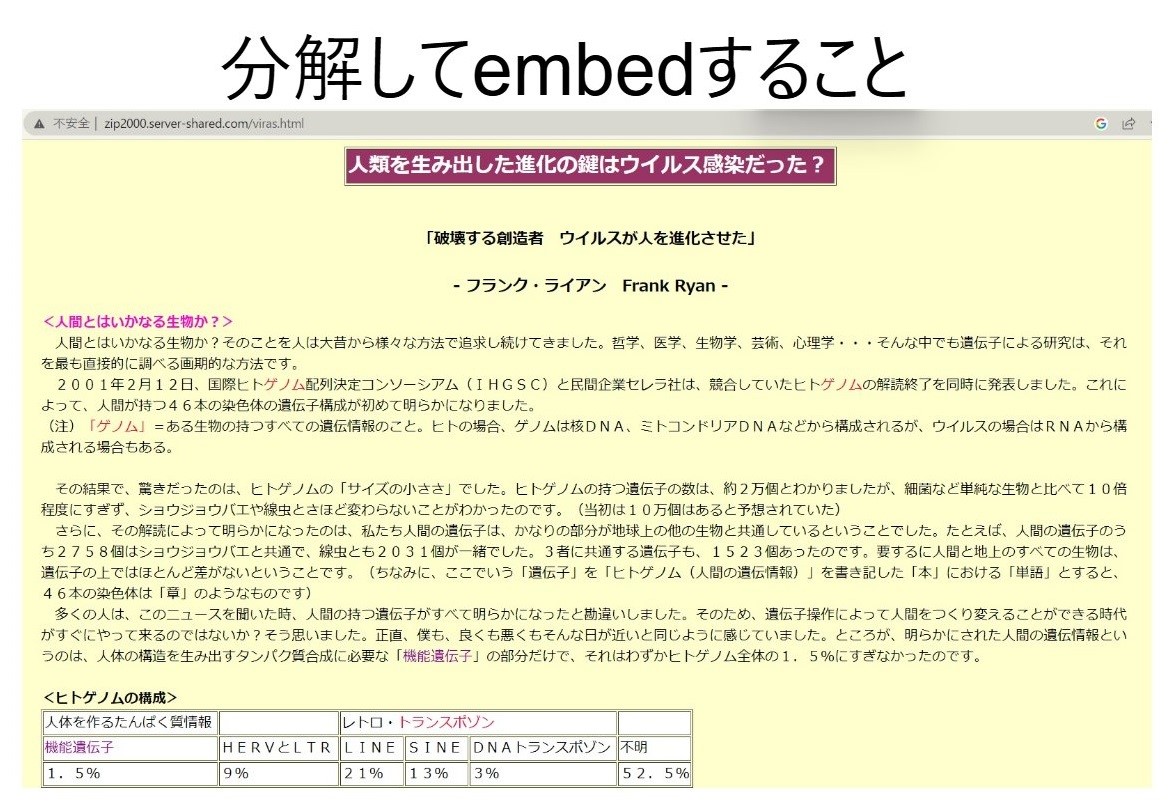 分解してembedすること
不安全 | zip2000.server-shared.com/viras.html
人類を生み出した進化の鍵はウイルス感染だった？
「破壊する創造者　ウイルスが人を進化させた」
- フランク・ライアン　Frank Ryan -
＜人間とはいかなる生物か？＞
　人間とはいかなる生物か？そのことを人は大昔から様々な方法で追求し続けてきました。哲学、医学、生物学、芸術、心理学・・・そんな中でも遺伝子による研究は、それ
を最も直接的に調べる画期的な方法です。
　２００１年２月１２日、国際ヒトゲノム配列決定コンソーシアム（ＩＨＧＳＣ）と民間企業セレラ社は、競合していたヒトゲノムの解読終了を同時に発表しました。これに
よって、人間が持つ４６本の染色体の遺伝子構成が初めて明らかになりました。
（注）「ゲノム」＝ある生物の持つすべての遺伝情報のこと。ヒトの場合、ゲノムは核ＤＮＡ、ミトコンドリアＤＮＡなどから構成されるが、ウイルスの場合はＲＮＡから構
成される場合もある。
　その結果で、驚きだったのは、ヒトゲノムの「サイズの小ささ」でした。ヒトゲノムの持つ遺伝子の数は、約２万個とわかりましたが、細菌など単純な生物と比べて１０倍
程度にすぎず、ショウジョウバエや線虫とさほど変わらないことがわかったのです。（当初は１０万個はあると予想されていた）
　さらに、その解読によって明らかになったのは、私たち人間の遺伝子は、かなりの部分が地球上の他の生物と共通しているということでした。たとえば、人間の遺伝子のう
ち２７５８個はショウジョウバエと共通で、線虫とも２０３１個が一緒でした。３者に共通する遺伝子も、１５２３個あったのです。要するに人間と地上のすべての生物は、
遺伝子の上ではほとんど差がないということです。（ちなみに、ここでいう「遺伝子」を「ヒトゲノム（人間の遺伝情報）」を書き記した「本」における「単語」とすると、
４６本の染色体は「章」のようなものです）
　多くの人は、このニュースを聞いた時、人間の持つ遺伝子がすべて明らかになったと勘違いしました。そのため、遺伝子操作によって人間をつくり変えることができる時代
がすぐにやって来るのではないか？そう思いました。正直、僕も、良くも悪くもそんな日が近いと同じように感じていました。ところが、明らかにされた人間の遺伝情報とい
うのは、人体の構造を生み出すタンパク質合成に必要な「機能遺伝子」の部分だけで、それはわずかヒトゲノム全体の１．５％にすぎなかったのです。
＜ヒトゲノムの構成＞
人体を作るたんぱく質情報 レトロ・トランスポゾン
機能遺伝子 ＨＥＲＶとＬＴＲ ＬＩＮＥ ＳＩＮＥ ＤＮＡトランスポゾン 不明
１．５％ ９％ ２１％ １３％ ３％ ５２．５％